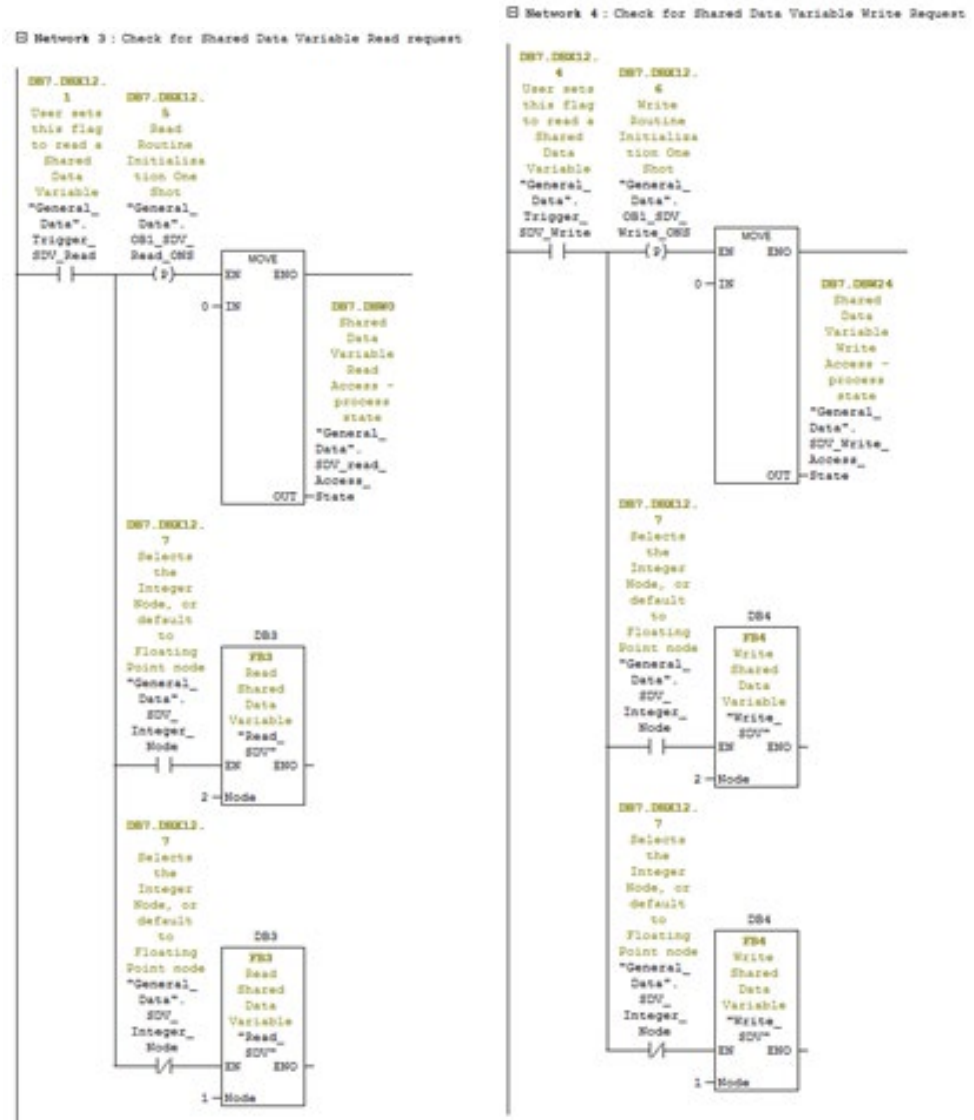 Network 3 : Check for Shared Data Variable Read request
DB7.DBX12.
1
User sets
this flag
to read a
Shared
Data
Variable
"General_
Data".
Trigger_
SDV_Read
DB7.DBX12.
5
Read
Routine
Initializa
tion One
Shot
"General_
Data".
OB1_SDV_
Read_ONS
P
MOVE
EN ENO
0 IN
DB7.DBW0
Shared
Data
Variable
Read
Access -
process
state
"General_
Data".
SDV_read_
Access_
OUT State
DB7.DBX12.
7
Selects
the
Integer
Node, or
default
to
Floating
Point node
"General_
Data".
SDV_
Integer_
Node
DB3
FB3
Read
Shared
Data
Variable
"Read_
SDV"
EN ENO
2 Node
DB7.DBX12.
7
Selects
the
Integer
Node, or
default
to
Floating
Point node
"General_
Data".
SDV_
Integer_
Node
DB3
FB3
Read
Shared
Data
Variable
"Read_
SDV"
EN ENO
1 Node
Network 4 : Check for Shared Data Variable Write Request
DB7.DBX12.
4
User sets
this flag
to read a
Shared
Data
Variable
"General_
Data".
Trigger_
SDV_Write
DB7.DBX12.
6
Write
Routine
Initializa
tion One
Shot
"General_
Data".
OB1_SDV_
Write_ONS
P
MOVE
EN ENO
0 IN
DB7.DBW24
Shared
Data
Variable
Write
Access -
process
state
"General_
Data".
SDV_Write_
Access_
OUT State
DB7.DBX12.
7
Selects
the
Integer
Node, or
default
to
Floating
Point node
"General_
Data".
SDV_
Integer_
Node
DB4
FB4
Write
Shared
Data
Variable
"Write_
SDV"
EN ENO
2 Node
DB7.DBX12.
7
Selects
the
Integer
Node, or
default
to
Floating
Point node
"General_
Data".
SDV_
Integer_
Node
DB4
FB4
Write
Shared
Data
Variable
"Write_
SDV"
EN ENO
1 Node